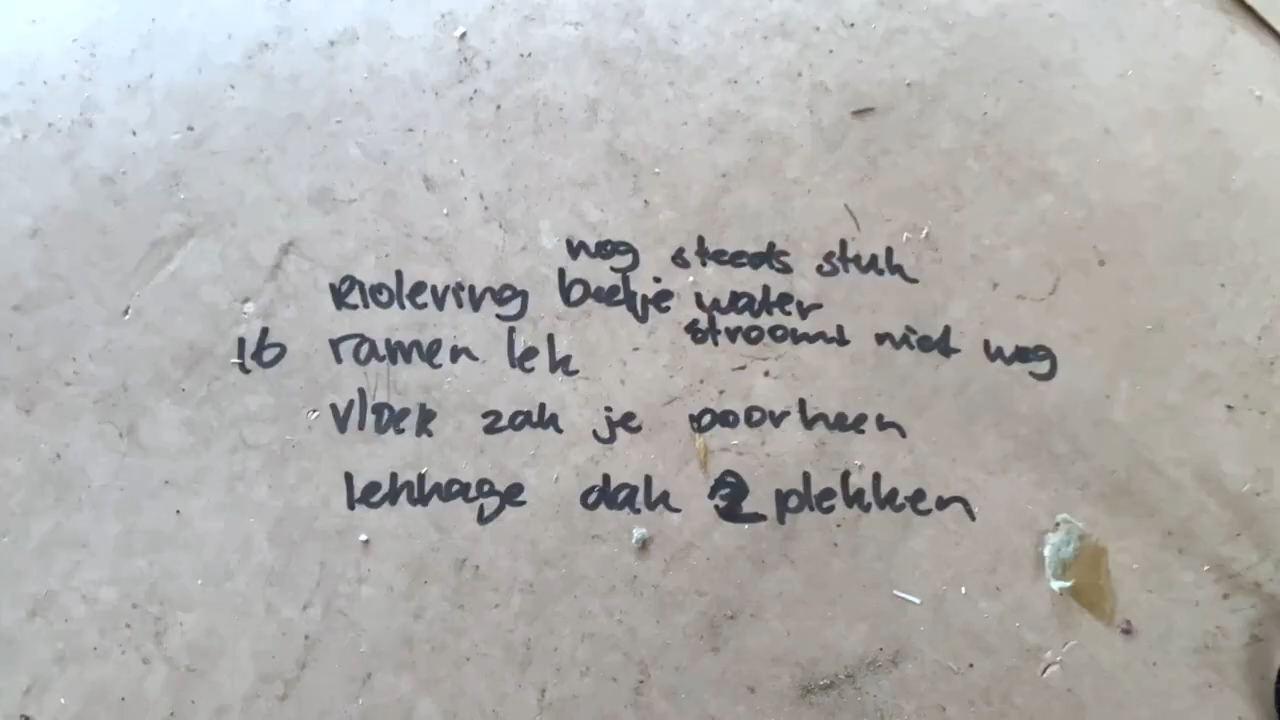 nog steeds stuk
Riolering beetje water
stroomt niet weg
16 ramen lek
vloer zak je doorheen
lekkage dak 2 plekken